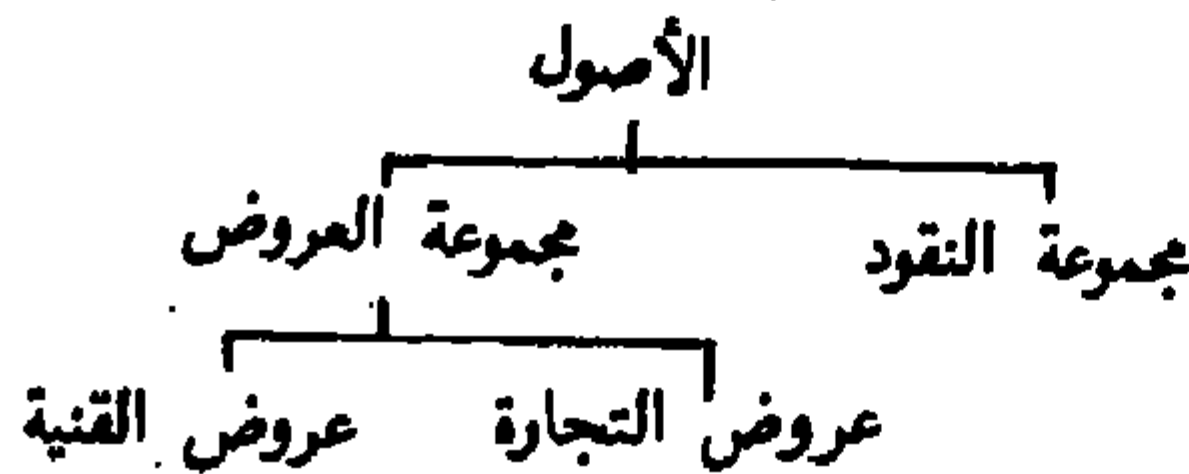 الأصول
مجموعة النقود مجموعة العروض
عروض التجارة عروض القنية